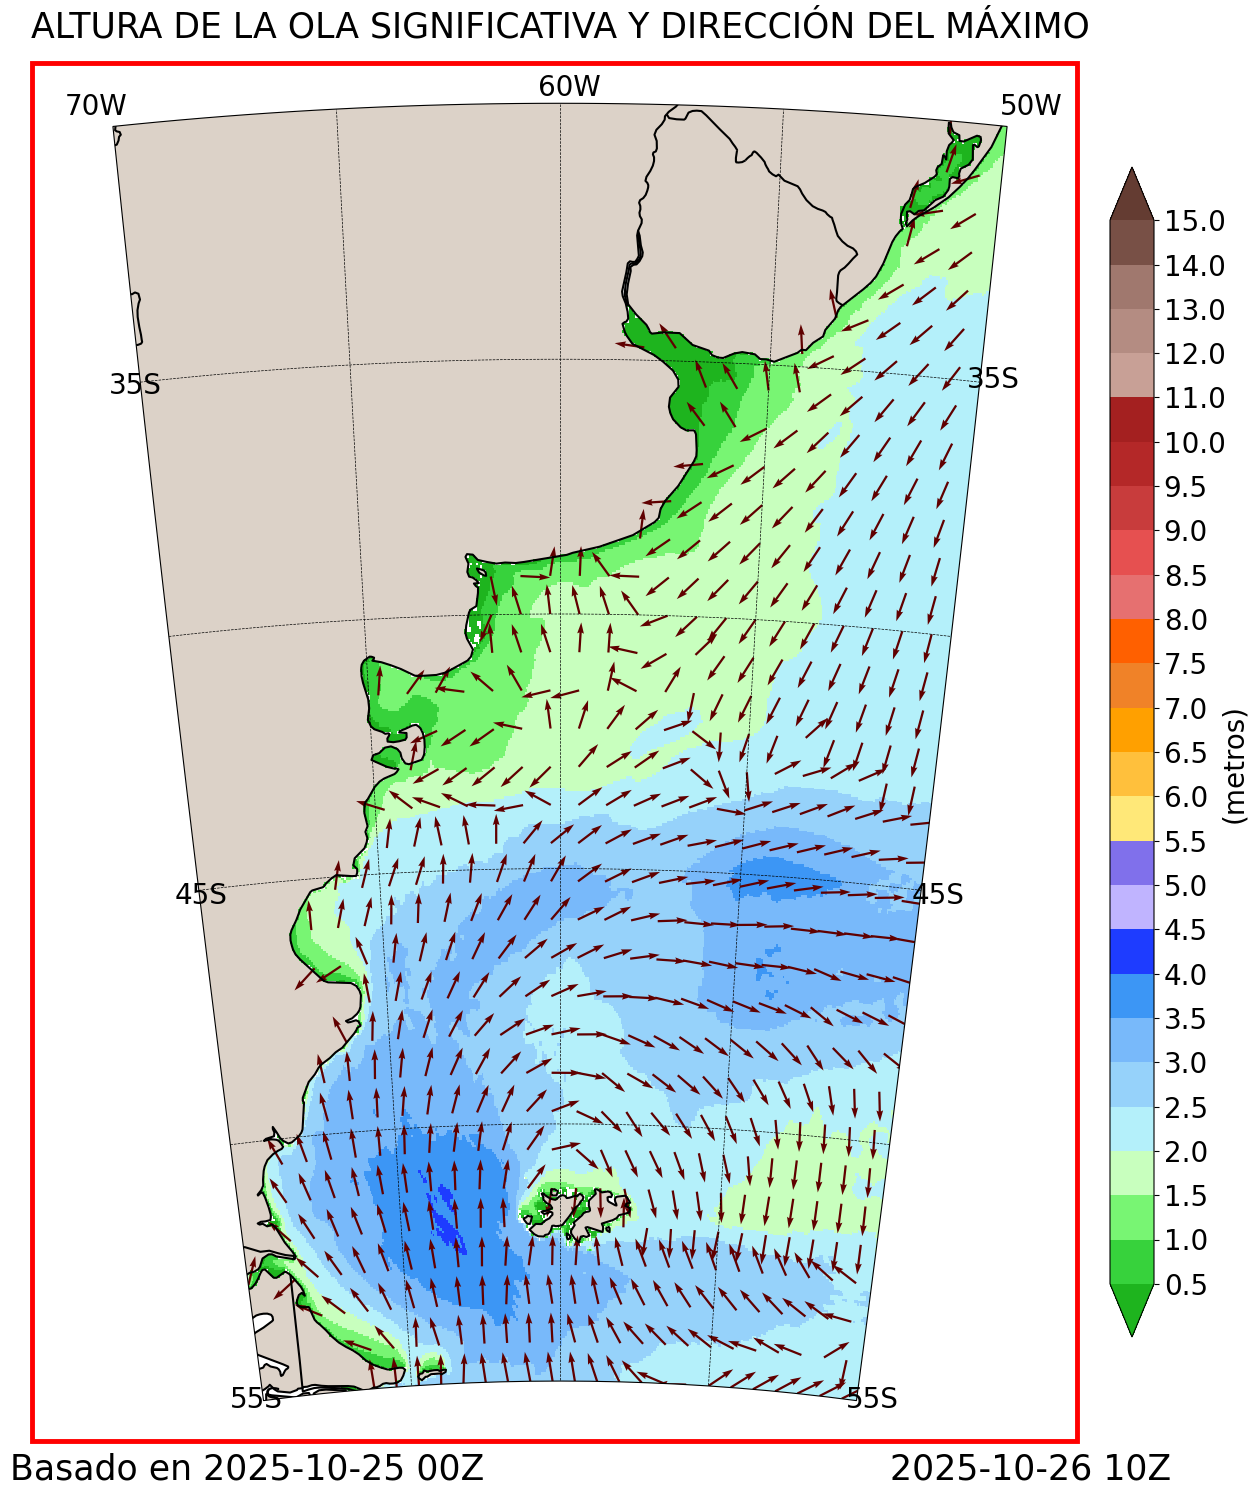 ALTURA DE LA OLA SIGNIFICATIVA Y DIRECCIÓN DEL MÁXIMO
70W
60W
50W
35S
35S
45S
45S
55S
55S
15.0
14.0
13.0
12.0
11.0
10.0
9.5
9.0
8.5
8.0
7.5
7.0
6.5
6.0
5.5
5.0
4.5
4.0
3.5
3.0
2.5
2.0
1.5
1.0
0.5
(metros)
Basado en 2025-10-25 00Z
2025-10-26 10Z